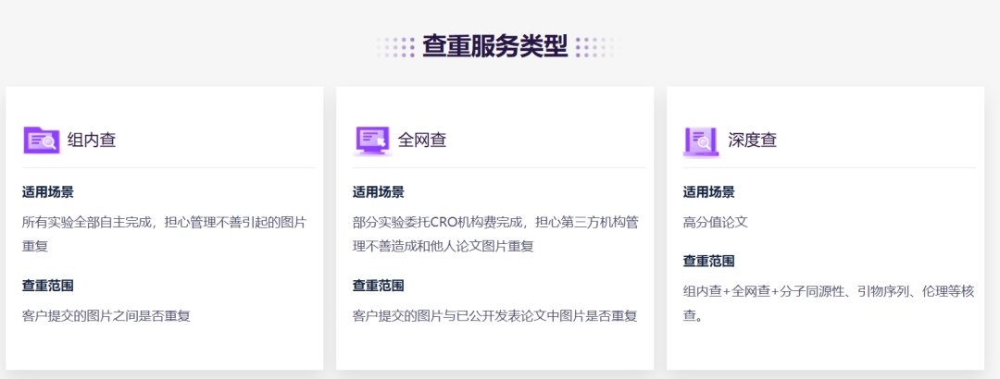 查重服务类型
组内查
适用场景
所有实验全部自主完成，担心管理不善引起的图片
重复
查重范围
客户提交的图片之间是否重复
全网查
适用场景
部分实验委托CRO机构费完成，担心第三方机构管
理不善造成和他人论文图片重复
查重范围
客户提交的图片与已公开发表论文中图片是否重复
深度查
适用场景
高分值论文
查重范围
组内查+全网查+分子同源性、引物序列、伦理等核
查。